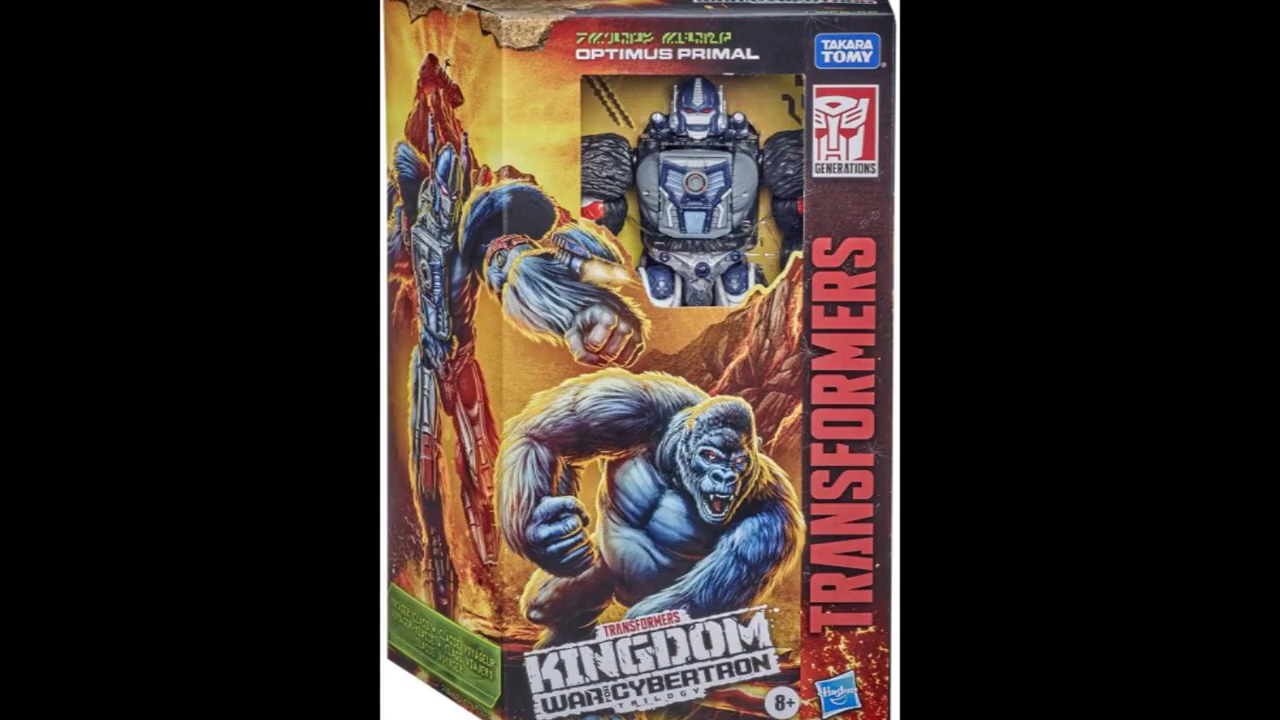 OPTIMUS PRIMAL
TAKARA
TOMY
GENERATIONS
TRANSFORMERS
TRANSFORMERS
KINGDOM
WAR FOR CYBERTRON
TRILOGY
8+
Hasbro